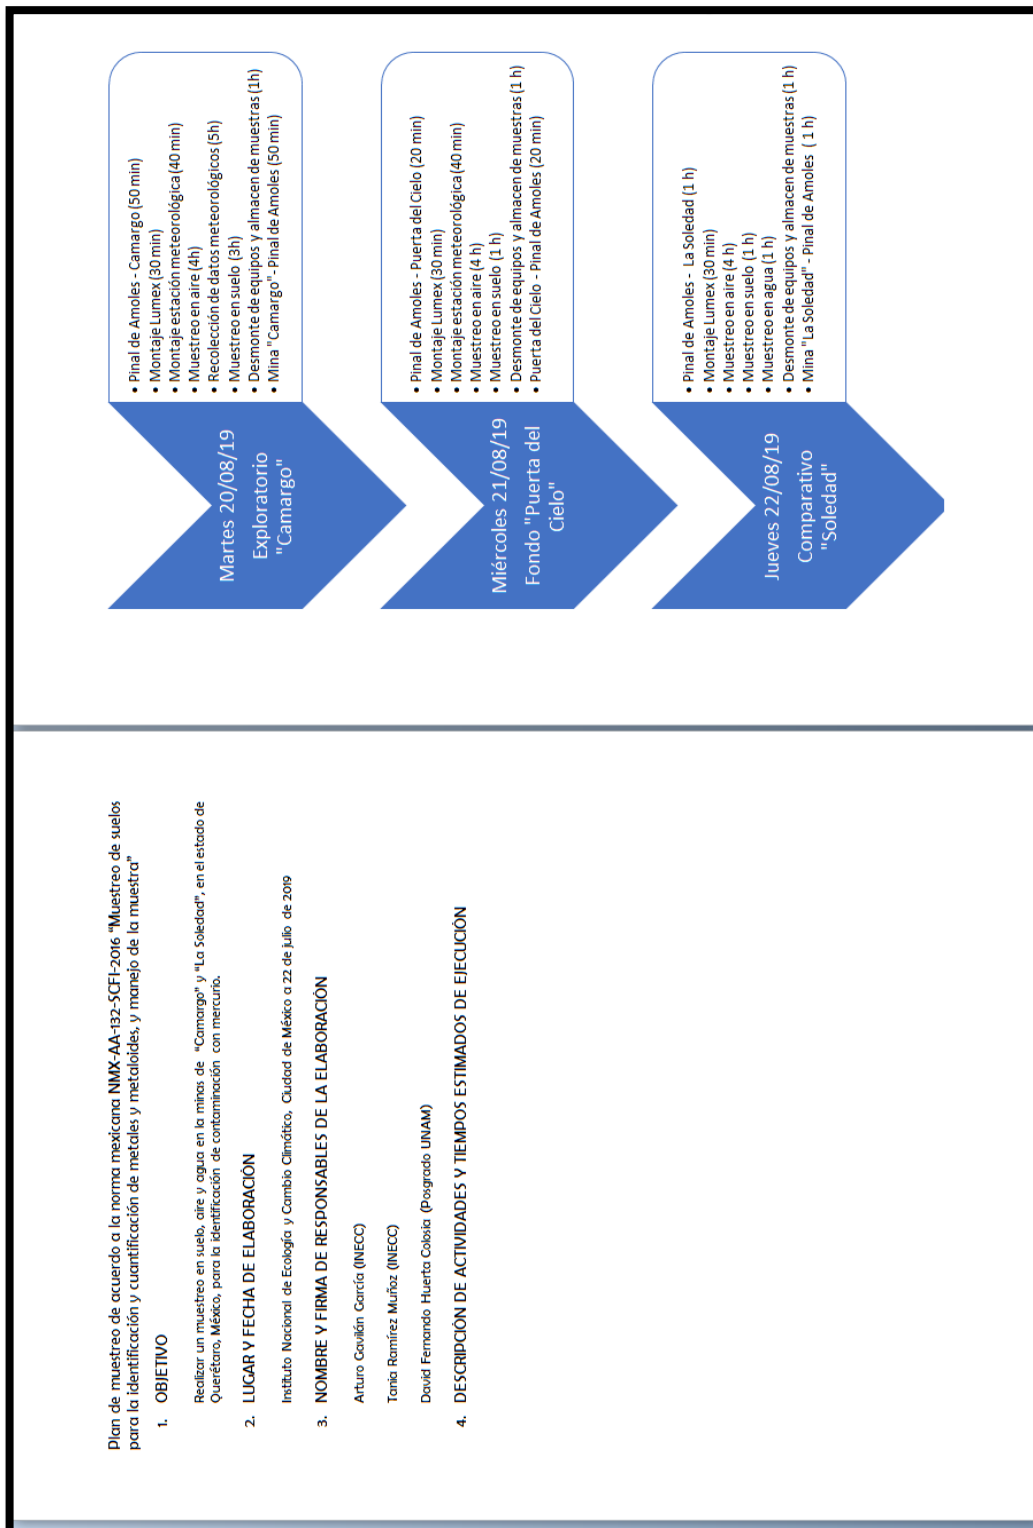 Plan de muestreo de acuerdo a la norma mexicana NMX-AA-132-SCFI-2016 "Muestreo de suelos
para la identificación y cuantificación de metales y metaloides, y manejo de la muestra"
1. OBJETIVO
Realizar un muestreo en suelo, aire y agua en la minas de "Camargo" y "La Soledad", en el estado de
Querétaro, México, para la identificación de contaminación con mercurio.
2. LUGAR Y FECHA DE ELABORACIÓN
Instituto Nacional de Ecología y Cambio Climático, Ciudad de México a 22 de julio de 2019
3. NOMBRE Y FIRMA DE RESPONSABLES DE LA ELABORACIÓN
Arturo Gavilán García (INECC)
Tania Ramírez Muñoz (INECC)
David Fernando Huerta Colosia (Posgrado UNAM)
4. DESCRIPCIÓN DE ACTIVIDADES Y TIEMPOS ESTIMADOS DE EJECUCIÓN
Martes 20/08/19
Exploratorio
"Camargo"
• Pinal de Amoles - Camargo (50 min)
• Montaje Lumex (30 min)
• Montaje estación meteorológica (40 min)
• Muestreo en aire (4h)
• Recolección de datos meteorológicos (5h)
• Muestreo en suelo (3h)
• Desmonte de equipos y almacen de muestras (1h)
• Mina "Camargo" - Pinal de Amoles (50 min)
Miércoles 21/08/19
Fondo "Puerta del
Cielo"
• Pinal de Amoles - Puerta del Cielo (20 min)
• Montaje Lumex (30 min)
• Montaje estación meteorológica (40 min)
• Muestreo en aire (4 h)
• Muestreo en suelo (1 h)
• Desmonte de equipos y almacen de muestras (1 h)
• Puerta del Cielo - Pinal de Amoles (20 min)
Jueves 22/08/19
Comparativo
"Soledad"
• Pinal de Amoles - La Soledad (1 h)
• Montaje Lumex (30 min)
• Muestreo en aire (4 h)
• Muestreo en suelo (1 h)
• Muestreo en agua (1 h)
• Desmonte de equipos y almacen de muestras (1 h)
• Mina "La Soledad" - Pinal de Amoles ( 1 h)